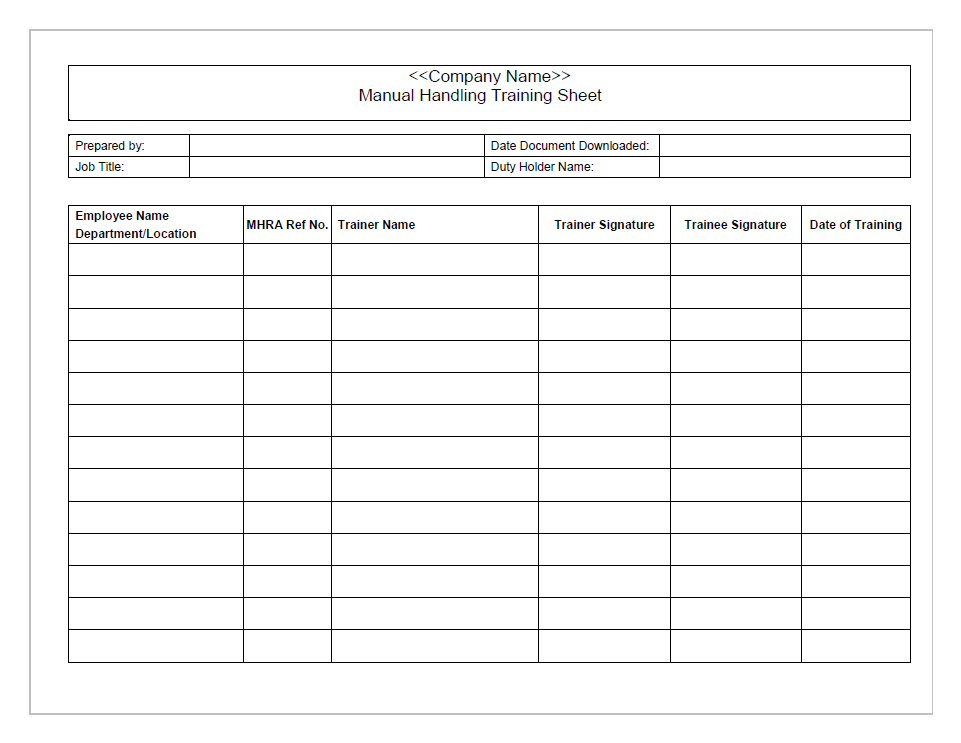 <<Company Name>>
Manual Handling Training Sheet
Prepared by: Date Document Downloaded:
Job Title: Duty Holder Name:
Employee Name
Department/Location MHRA Ref No. Trainer Name Trainer Signature Trainee Signature Date of Training